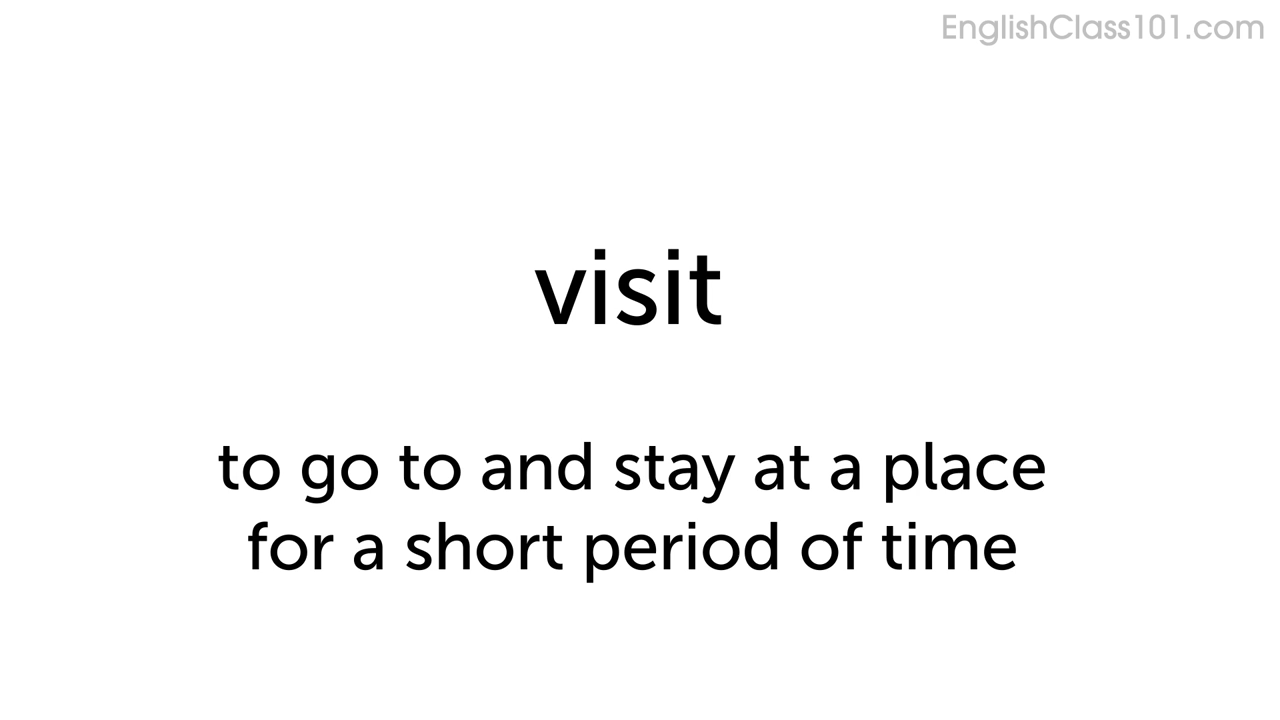 EnglishClass101.com
visit
to go to and stay at a place
for a short period of time